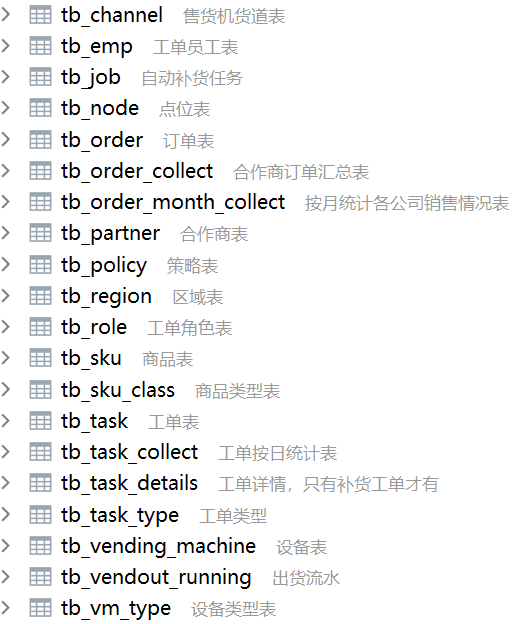 tb_channel 售货机货道表
tb_emp 工单员工表
tb_job 自动补货任务
tb_node 点位表
tb_order 订单表
tb_order_collect 合作商订单汇总表
tb_order_month_collect 按月统计各公司销售情况表
tb_partner 合作商表
tb_policy 策略表
tb_region 区域表
tb_role 工单角色表
tb_sku 商品表
tb_sku_class 商品类型表
tb_task 工单表
tb_task_collect 工单按日统计表
tb_task_details 工单详情，只有补货工单才有
tb_task_type 工单类型
tb_vending_machine 设备表
tb_vendout_running 出货流水
tb_vm_type 设备类型表